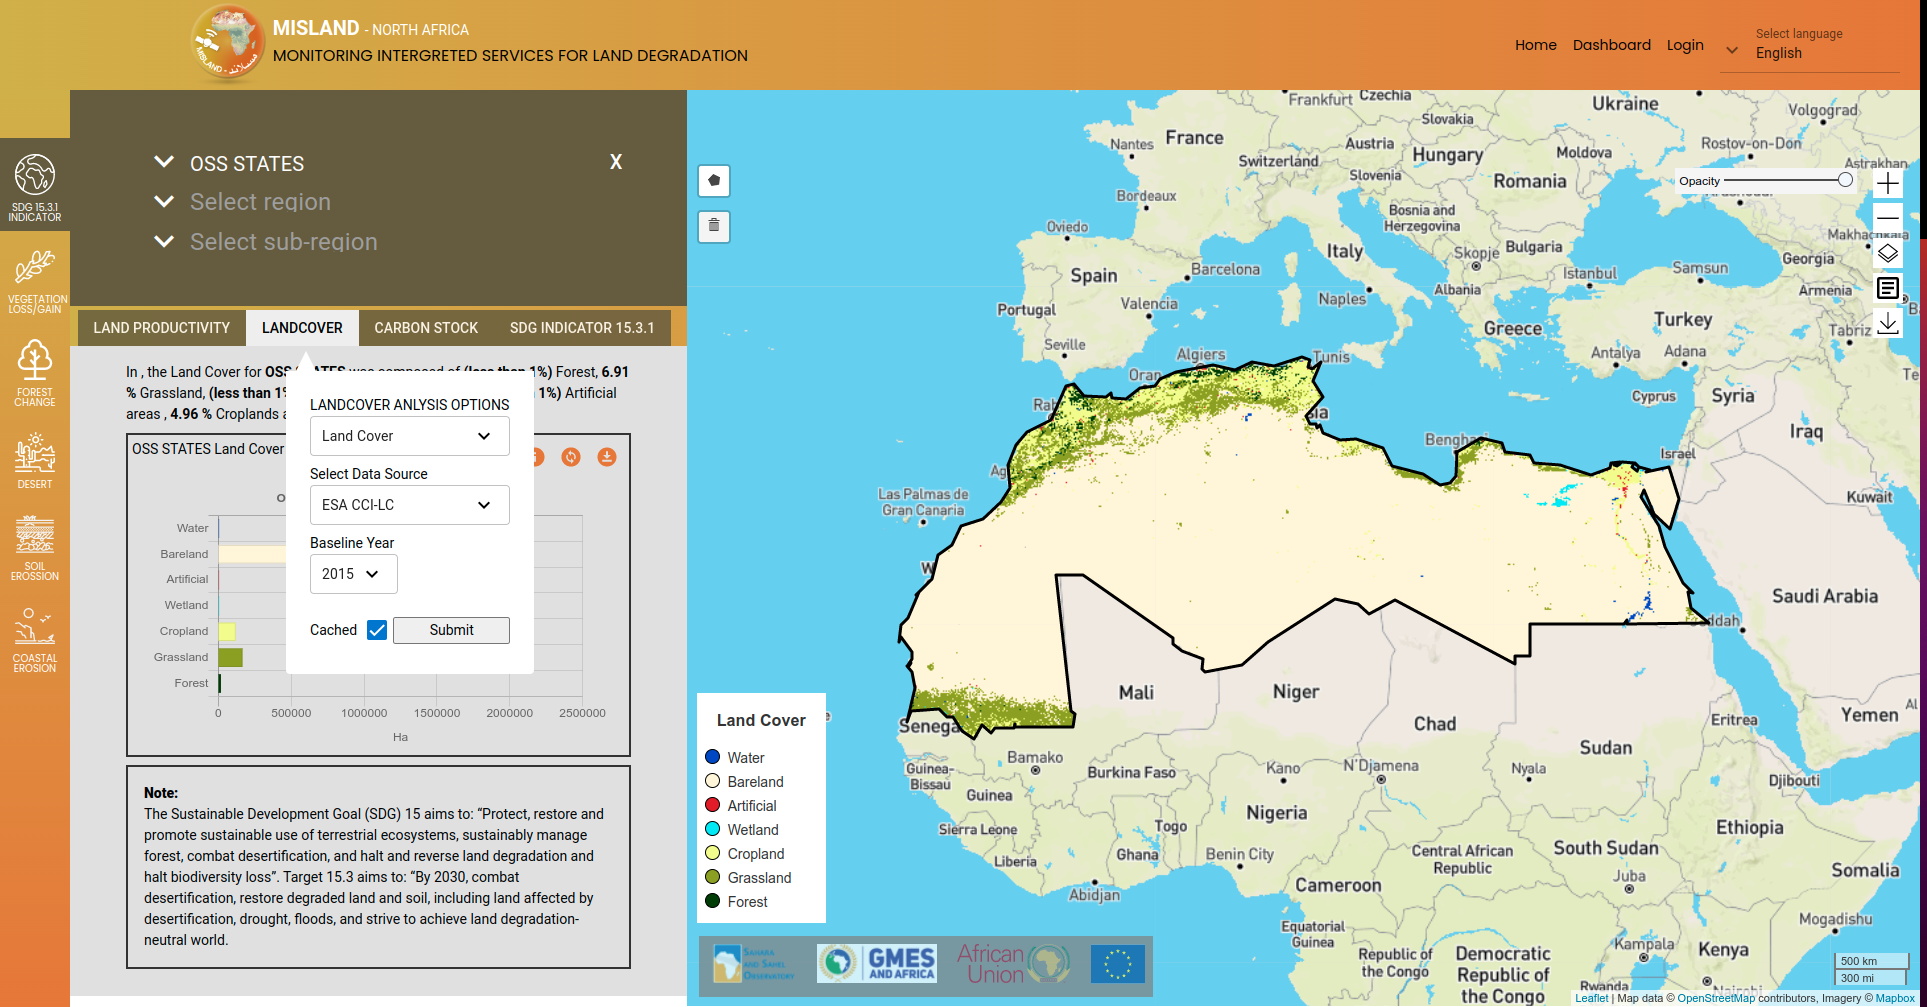 MISLAND - NORTH AFRICA
MONITORING INTERGRETED SERVICES FOR LAND DEGRADATION
Home Dashboard Login
Select language
English
SDG 15.3.1
INDICATOR
VEGETATION
LOSS/GAIN
FOREST
CHANGE
DESERT
SOIL
EROSSION
COASTAL
EROSION
OSS STATES
X
Select region
Select sub-region
LAND PRODUCTIVITY LANDCOVER CARBON STOCK SDG INDICATOR 15.3.1
In , the Land Cover for OSS STATES was composed of (less than 1%) Forest, 6.91
% Grassland, (less than 1% 1%) Artificial
areas , 4.96 % Croplands
LANDCOVER ANLYSIS OPTIONS
Land Cover
Select Data Source
ESA CCI-LC
Baseline Year
2015
Cached Submit
OSS STATES Land Cover
Water
Bareland
Artificial
Wetland
Cropland
Grassland
Forest
0 500000 1000000 1500000 2000000 2500000
Ha
Note:
The Sustainable Development Goal (SDG) 15 aims to: “Protect, restore and
promote sustainable use of terrestrial ecosystems, sustainably manage
forest, combat desertification, and halt and reverse land degradation and
halt biodiversity loss”. Target 15.3 aims to: “By 2030, combat
desertification, restore degraded land and soil, including land affected by
desertification, drought, floods, and strive to achieve land degradation-
neutral world.
Frankfurt
Czechia
Ukraine
Volgograd
Slovakia
Nantes
France
Austria
Hungary
Moldova
Rostov-on-Don
Switzerland
Astrakhan
Slovenia
Romania
Opacity
Bordeaux
Bosnia and
Herzegovina
Oviedo
Italy
Skopje
Bulgaria
Makhachkala
Georgia
Spain
Barcelona
Istanbul
Samsun
Albania
Armenia
Portugal
Valencia
Naples
Greece
Turkey
Tabriz
Seville
Algiers
Tunis
Antalya
Adana
Oran
Cyprus
Syria
Iraq
Israel
Las Palmas de
Gran Canaria
Kuwait
Saudi Arabia
Mali
Niger
Chad
Sudan
Eritrea
Yemen
Bamako
Burkina Faso
Kano
N'Djamena
Nyala
Djibouti
Guinea-
Bissau
Guinea
Nigeria
Sierra Leone
Togo
Ethiopia
Liberia
Ghana
Benin City
Central African
Republic
South Sudan
Juba
Somalia
Abidjan
Cameroon
Equatorial
Guinea
Mogadishu
Kampala
Kenya
Republic of
the Congo
Democratic
Republic of
the Congo
Rwanda
Nairobi
Land Cover
Water
Bareland
Artificial
Wetland
Cropland
Grassland
Forest
SAHARA
AND SAHEL
OBSERVATORY
GMES
AND AFRICA
African
Union
500 km
300 mi
Leaflet | Map data © OpenStreetMap contributors, Imagery © Mapbox